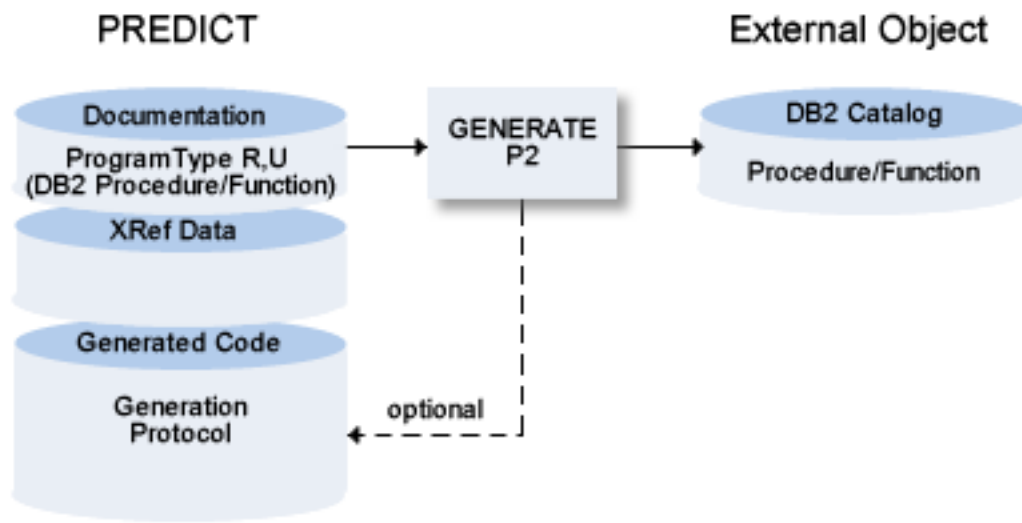 PREDICT
External Object
Documentation
ProgramType R,U
(DB2 Procedure/Function)
XRef Data
Generated Code
Generation
Protocol
GENERATE
P2
optional
DB2 Catalog
Procedure/Function